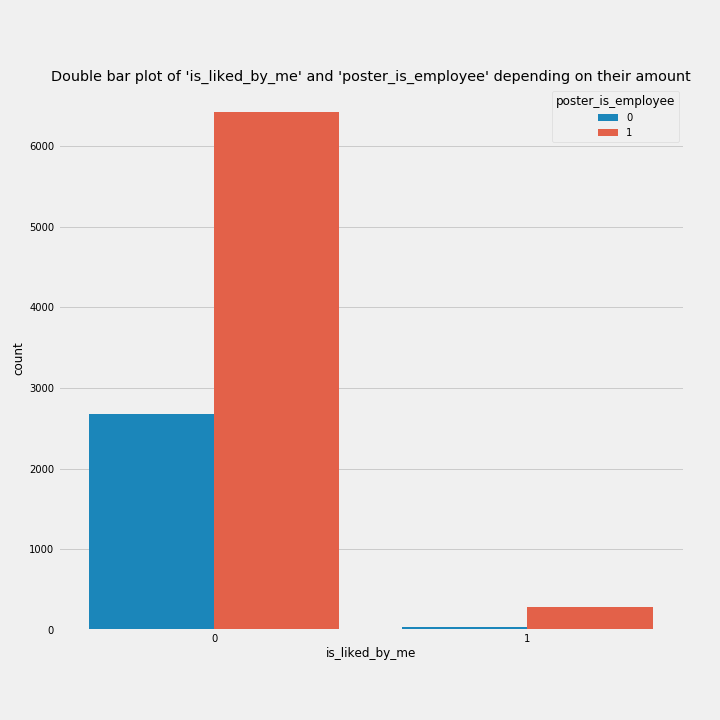 Double bar plot of 'is_liked_by_me' and 'poster_is_employee' depending on their amount
poster_is_employee
0
1
6000
5000
4000
3000
2000
1000
0
count
0
1
is_liked_by_me